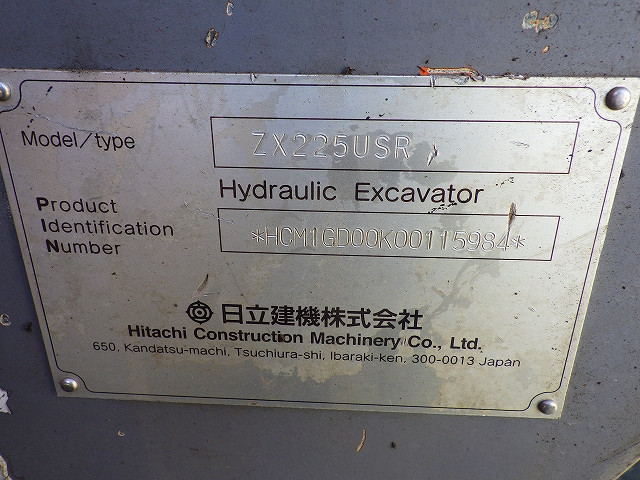 Model/type ZX225USR
Hydraulic Excavator
Product
Identification
Number
*HCM1GD00K00115984*
日立建機株式会社
Hitachi Construction Machinery Co., Ltd.
650, Kandatsu-machi, Tsuchiura-shi, Ibaraki-ken, 300-0013 Japan